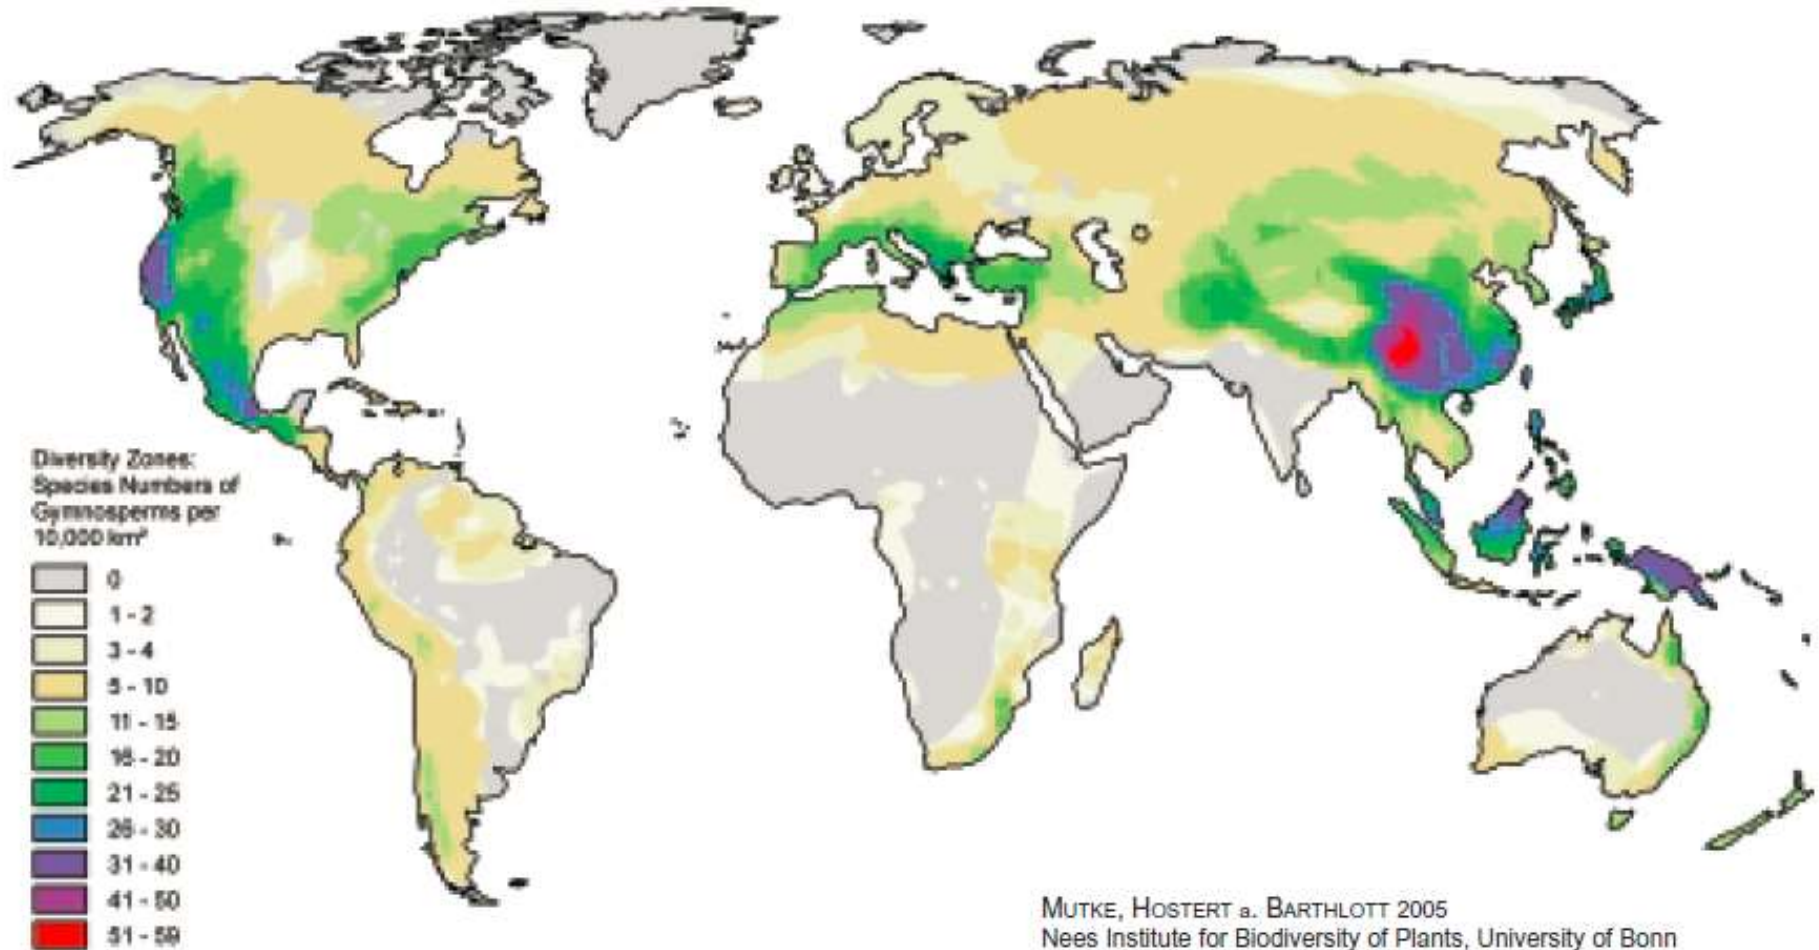 Diversity Zones:
Species Numbers of
Gymnosperms per
10,000 km²
0
1 - 2
3 - 4
5 - 10
11 - 15
16 - 20
21 - 25
26 - 30
31 - 40
41 - 50
51 - 59
MUTKE, HOSTERT a. BARTHLOTT 2005
Nees Institute for Biodiversity of Plants, University of Bonn